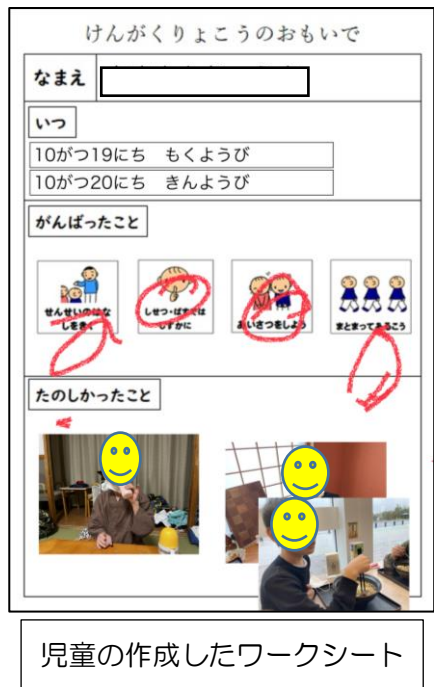 けんがくりょこうのおもいで
なまえ
いつ
10がつ19にち　もくようび
10がつ20にち　きんようび
がんばったこと
せんせいのはな
しをきく
しせつ・ばすでは
しずかに
あいさつをしよう
まとまってあるこう
たのしかったこと
児童の作成したワークシート